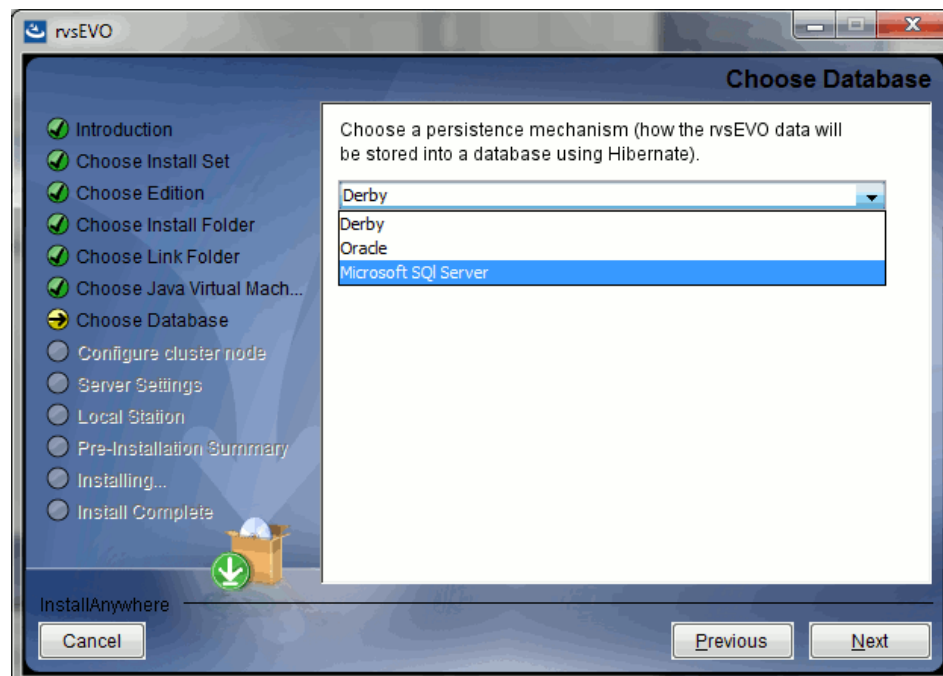 rvsEVO
Choose Database
Introduction
Choose Install Set
Choose Edition
Choose Install Folder
Choose Link Folder
Choose Java Virtual Mach...
Choose Database
Configure cluster node
Server Settings
Local Station
Pre-Installation Summary
Installing...
Install Complete
Choose a persistence mechanism (how the rvsEVO data will
be stored into a database using Hibernate).
Derby
Derby
Oracle
Microsoft SQl Server
InstallAnywhere
Cancel
Previous
Next